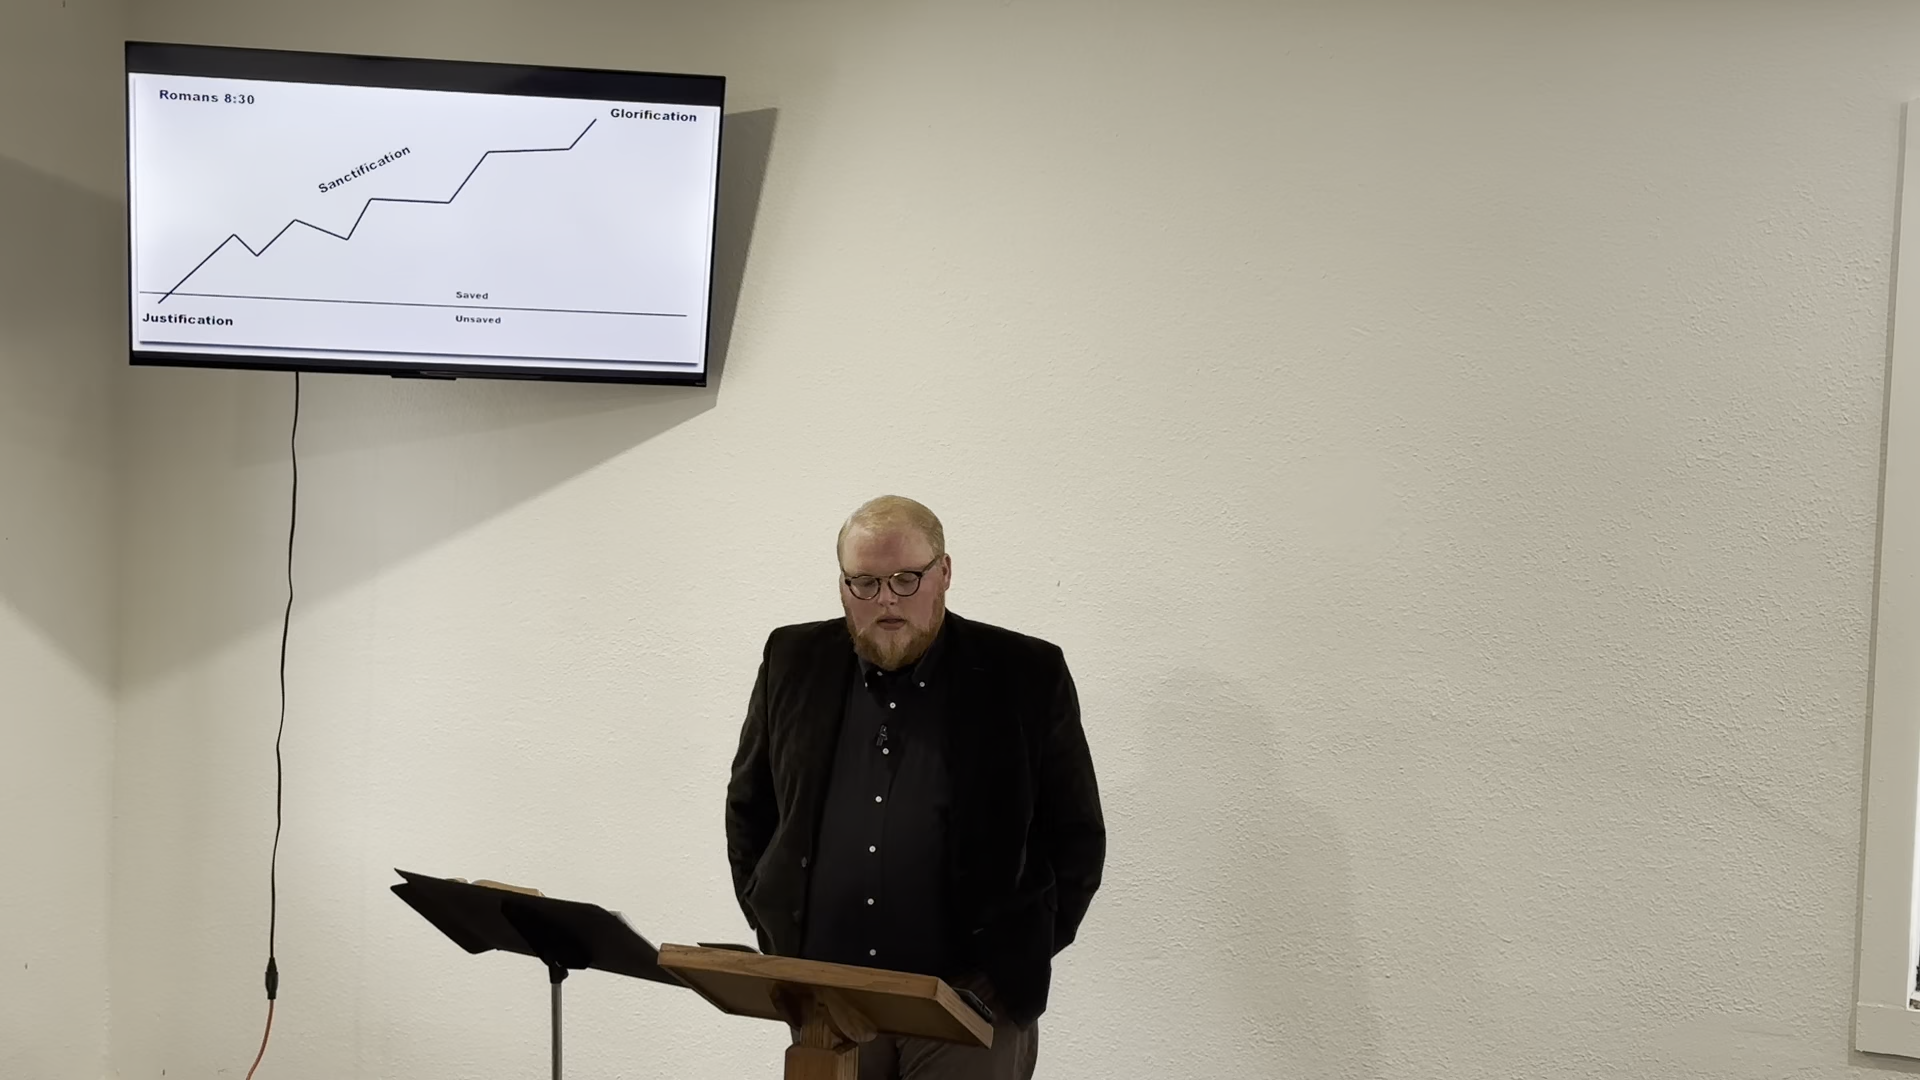 Romans 8:30
Glorification
Sanctification
Saved
Justification
Unsaved